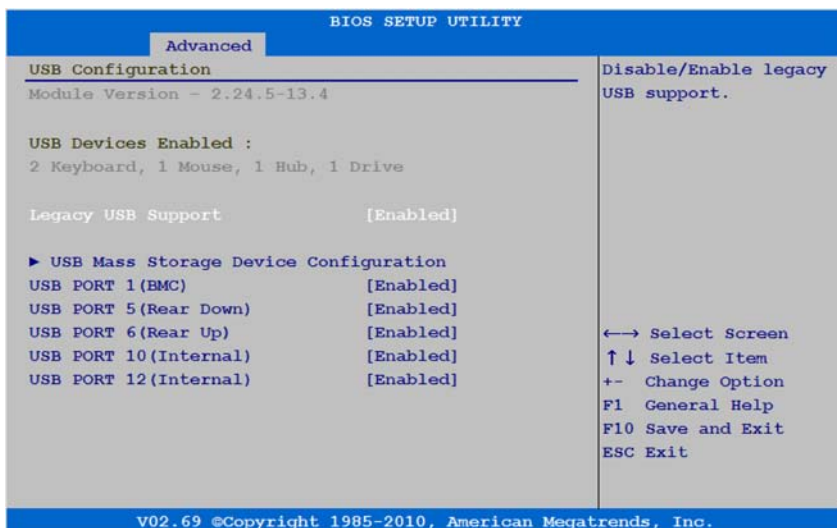 BIOS SETUP UTILITY
Advanced
USB Configuration
Module Version - 2.24.5-13.4
USB Devices Enabled :
2 Keyboard, 1 Mouse, 1 Hub, 1 Drive
Legacy USB Support [Enabled]
► USB Mass Storage Device Configuration
USB PORT 1(BMC) [Enabled]
USB PORT 5(Rear Down) [Enabled]
USB PORT 6(Rear Up) [Enabled]
USB PORT 10(Internal) [Enabled]
USB PORT 12(Internal) [Enabled]
Disable/Enable legacy
USB support.
←→ Select Screen
↑↓ Select Item
+- Change Option
F1 General Help
F10 Save and Exit
ESC Exit
V02.69 ©Copyright 1985-2010, American Megatrends, Inc.